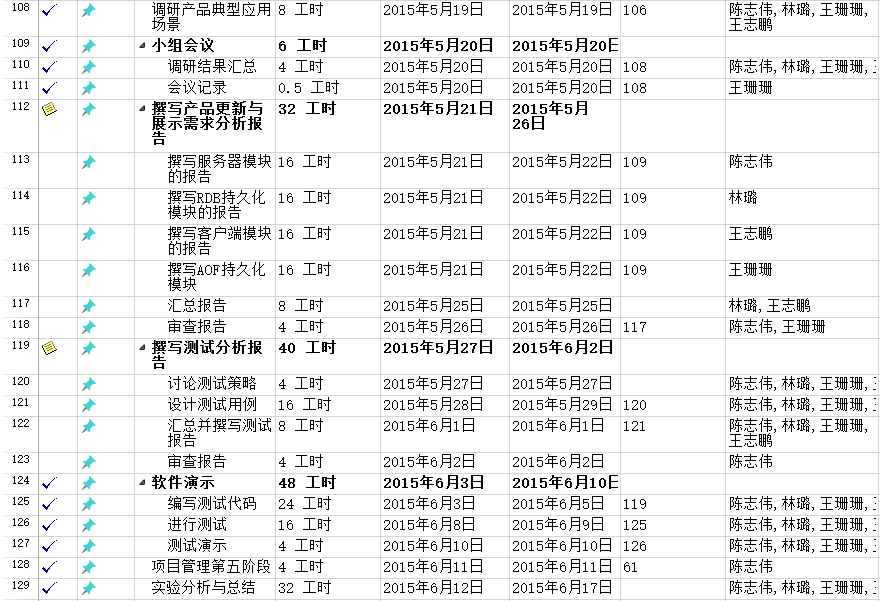 108 调研产品典型应用 8 工时 2015年5月19日 2015年5月19日 106 陈志伟,林璐,王珊珊,
场景 王志鹏
109 小组会议 6 工时 2015年5月20日 2015年5月20日
110 调研结果汇总 4 工时 2015年5月20日 2015年5月20日 108 陈志伟,林璐,王珊珊,
111 会议记录 0.5 工时 2015年5月20日 2015年5月20日 108 王珊珊
112 撰写产品更新与 32 工时 2015年5月21日 2015年5月
展示需求分析报 26日
告
113 撰写服务器模块 16 工时 2015年5月21日 2015年5月22日 109 陈志伟
的报告
114 撰写RDB持久化 16 工时 2015年5月21日 2015年5月22日 109 林璐
模块的报告
115 撰写客户端模块 16 工时 2015年5月21日 2015年5月22日 109 王志鹏
的报告
116 撰写AOF持久化 16 工时 2015年5月21日 2015年5月22日 109 王珊珊
模块
117 汇总报告 8 工时 2015年5月25日 2015年5月25日 林璐,王志鹏
118 审查报告 4 工时 2015年5月26日 2015年5月26日 117 陈志伟,王珊珊
119 撰写测试分析报 40 工时 2015年5月27日 2015年6月2日
告
120 讨论测试策略 4 工时 2015年5月27日 2015年5月27日 陈志伟,林璐,王珊珊,
121 设计测试用例 16 工时 2015年5月28日 2015年5月29日 120 陈志伟,林璐,王珊珊,
122 汇总并撰写测试 8 工时 2015年6月1日 2015年6月1日 121 陈志伟,林璐,王珊珊,
报告 王志鹏
123 审查报告 4 工时 2015年6月2日 2015年6月2日 陈志伟
124 软件演示 48 工时 2015年6月3日 2015年6月10日
125 编写测试代码 24 工时 2015年6月3日 2015年6月5日 119 陈志伟,林璐,王珊珊,
126 进行测试 16 工时 2015年6月8日 2015年6月9日 125 陈志伟,林璐,王珊珊,
127 测试演示 4 工时 2015年6月10日 2015年6月10日 126 陈志伟,林璐,王珊珊,
128 项目管理第五阶段 4 工时 2015年6月11日 2015年6月11日 61 陈志伟
129 实验分析与总结 32 工时 2015年6月12日 2015年6月17日 陈志伟,林璐,王珊珊,